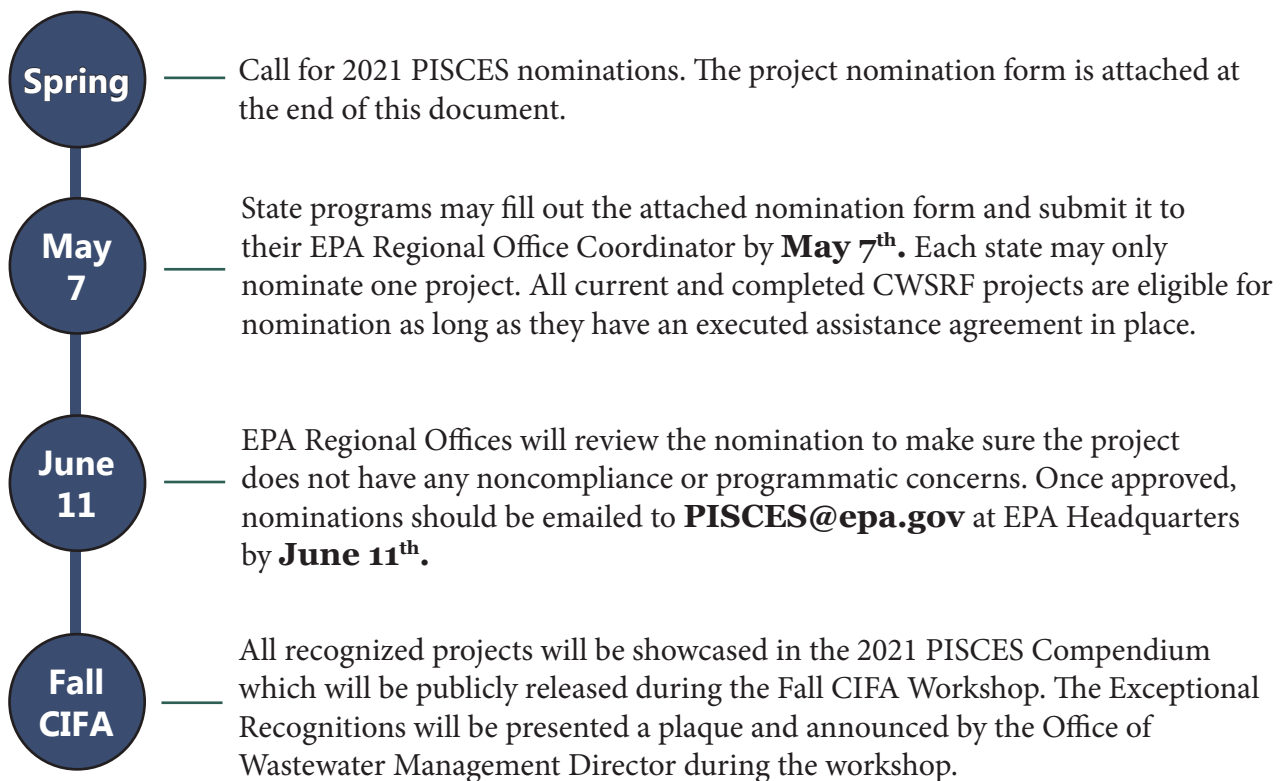 Spring
Call for 2021 PISCES nominations. The project nomination form is attached at
the end of this document.
May
7
State programs may fill out the attached nomination form and submit it to
their EPA Regional Office Coordinator by May 7th. Each state may only
nominate one project. All current and completed CWSRF projects are eligible for
nomination as long as they have an executed assistance agreement in place.
June
11
EPA Regional Offices will review the nomination to make sure the project
does not have any noncompliance or programmatic concerns. Once approved,
nominations should be emailed to PISCES@epa.gov at EPA Headquarters
by June 11th.
Fall
CIFA
All recognized projects will be showcased in the 2021 PISCES Compendium
which will be publicly released during the Fall CIFA Workshop. The Exceptional
Recognitions will be presented a plaque and announced by the Office of
Wastewater Management Director during the workshop.